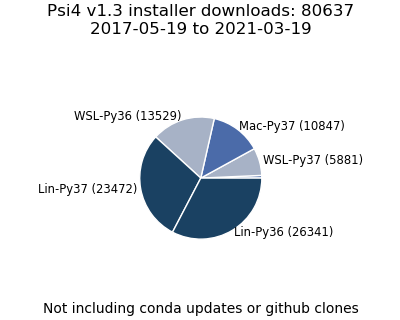 Psi4 v1.3 installer downloads: 80637
2017-05-19 to 2021-03-19
WSL-Py36 (13529)
Mac-Py37 (10847)
WSL-Py37 (5881)
Lin-Py37 (23472)
Lin-Py36 (26341)
Not including conda updates or github clones